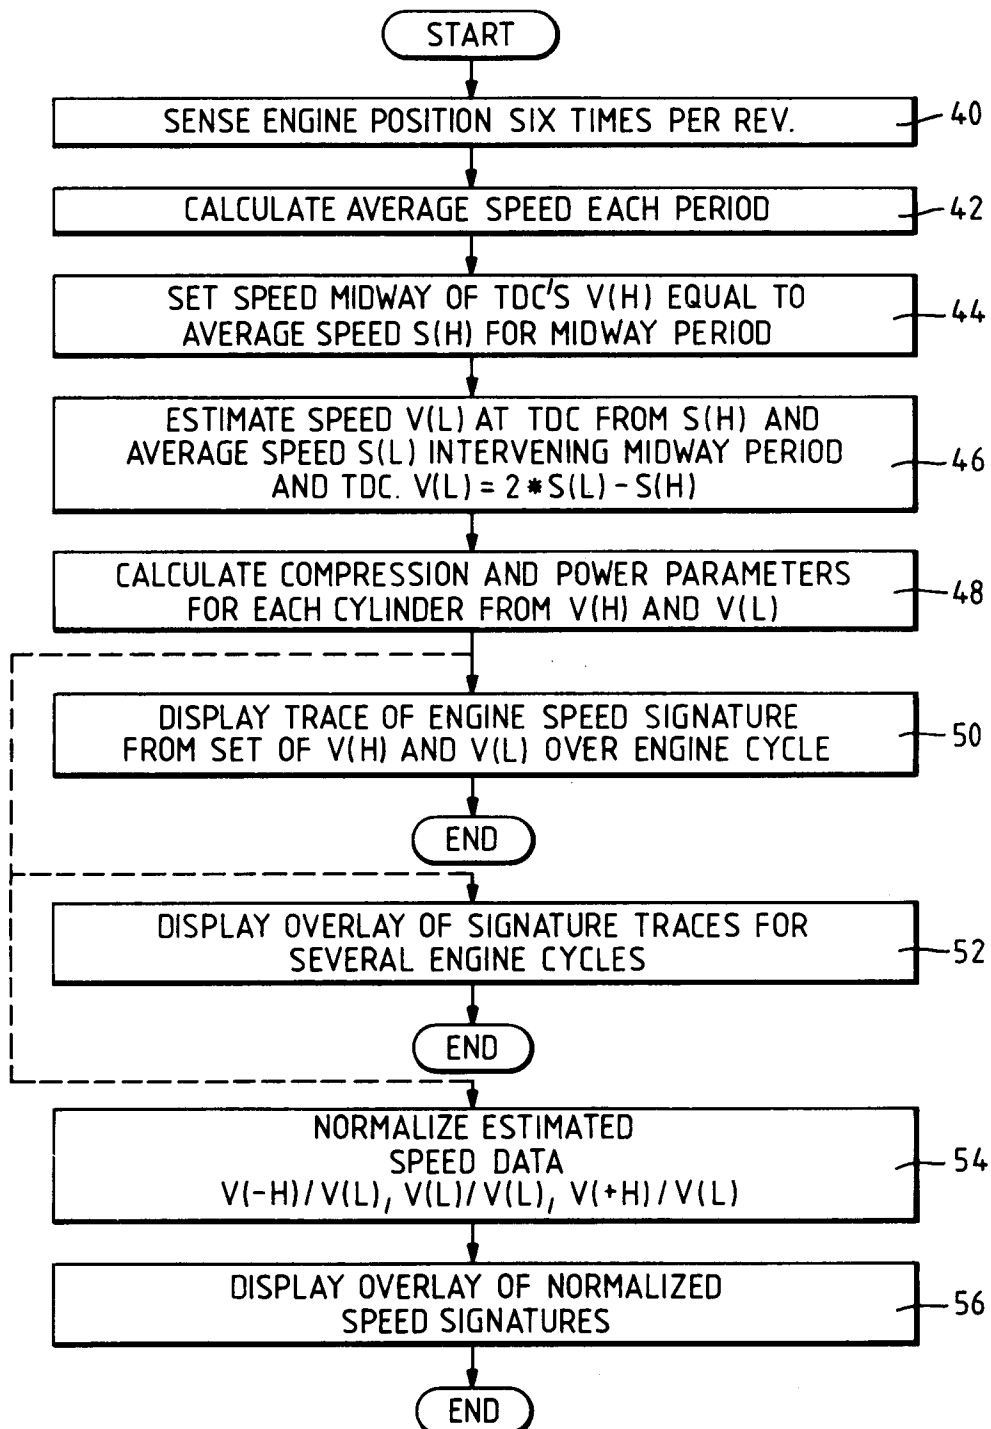 START
SENSE ENGINE POSITION SIX TIMES PER REV.
40
CALCULATE AVERAGE SPEED EACH PERIOD
42
SET SPEED MIDWAY OF TDC'S V(H) EQUAL TO
AVERAGE SPEED S(H) FOR MIDWAY PERIOD
44
ESTIMATE SPEED V(L) AT TDC FROM S(H) AND
AVERAGE SPEED S(L) INTERVENING MIDWAY PERIOD
AND TDC. V(L) = 2*S(L)-S(H)
46
CALCULATE COMPRESSION AND POWER PARAMETERS
FOR EACH CYLINDER FROM V(H) AND V(L)
48
DISPLAY TRACE OF ENGINE SPEED SIGNATURE
FROM SET OF V(H) AND V(L) OVER ENGINE CYCLE
50
END
DISPLAY OVERLAY OF SIGNATURE TRACES FOR
SEVERAL ENGINE CYCLES
52
END
NORMALIZE ESTIMATED
SPEED DATA
V(-H)/V(L), V(L)/V(L), V(+H)/V(L)
54
DISPLAY OVERLAY OF NORMALIZED
SPEED SIGNATURES
56
END